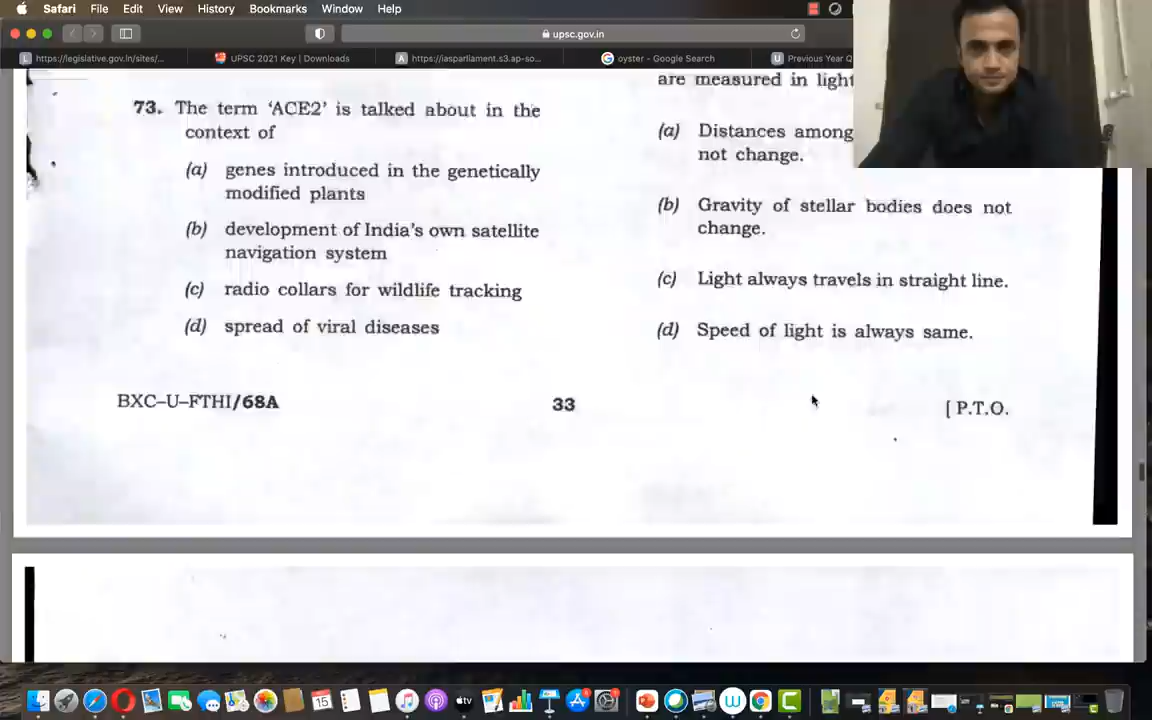 Safari File Edit View History Bookmarks Window Help
upsc.gov.in
https://legislative.gov.in/sites/...
UPSC 2021 Key | Downloads
https://iasparliament.s3.ap-so...
oyster - Google Search
Previous Year Q
73. The term 'ACE2' is talked about in the
context of
(a) genes introduced in the genetically
modified plants
(b) development of India's own satellite
navigation system
(c) radio collars for wildlife tracking
(d) spread of viral diseases
are measured in light
(a) Distances among
not change.
(b) Gravity of stellar bodies does not
change.
(c) Light always travels in straight line.
(d) Speed of light is always same.
BXC–U–FTHI/68A
33
[ P.T.O.
15
tv